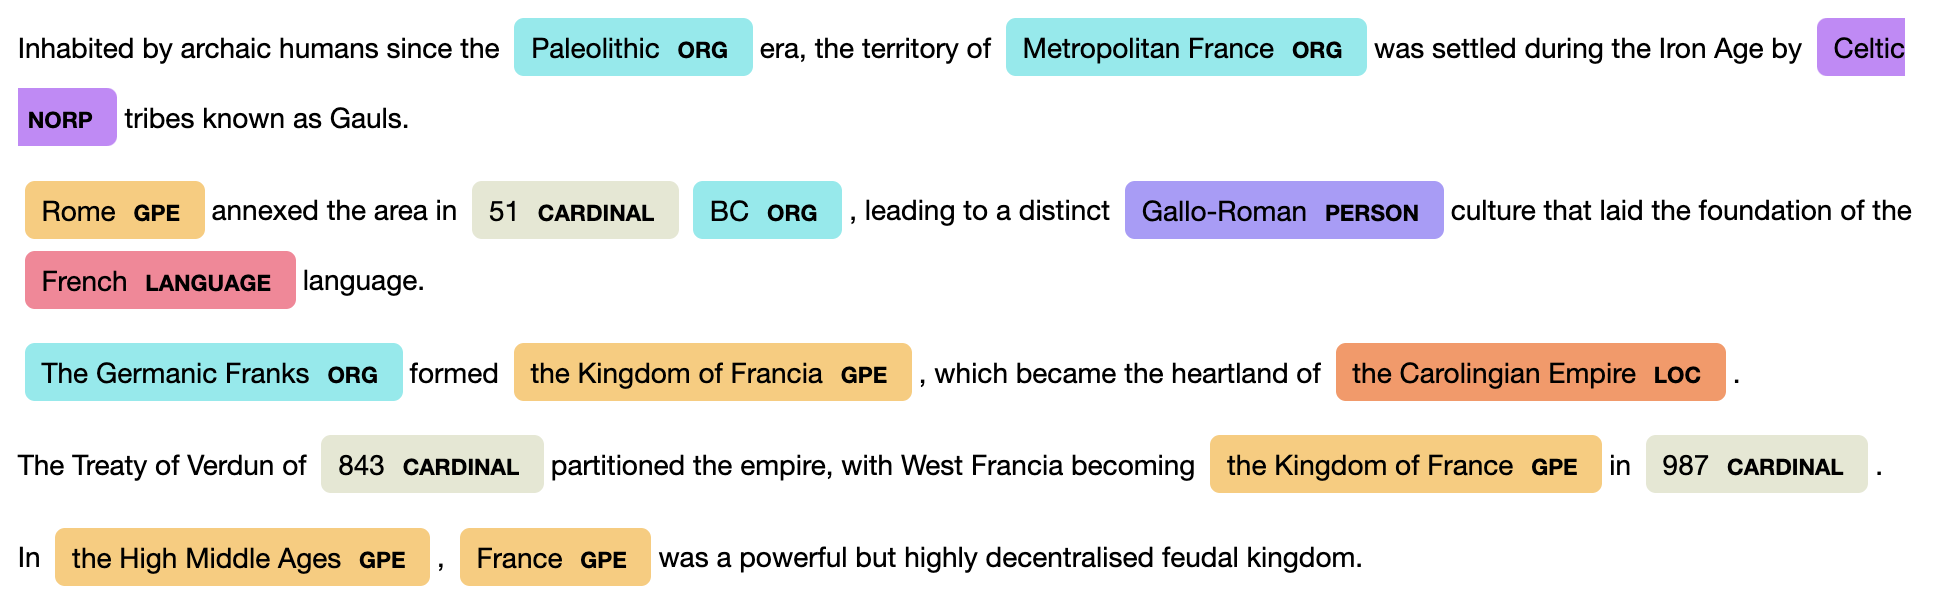 Inhabited by archaic humans since the Paleolithic ORG era, the territory of Metropolitan France ORG was settled during the Iron Age by Celtic
NORP tribes known as Gauls.
Rome GPE annexed the area in 51 CARDINAL BC ORG , leading to a distinct Gallo-Roman PERSON culture that laid the foundation of the
French LANGUAGE language.
The Germanic Franks ORG formed the Kingdom of Francia GPE , which became the heartland of the Carolingian Empire LOC .
The Treaty of Verdun of 843 CARDINAL partitioned the empire, with West Francia becoming the Kingdom of France GPE in 987 CARDINAL .
In the High Middle Ages GPE , France GPE was a powerful but highly decentralised feudal kingdom.